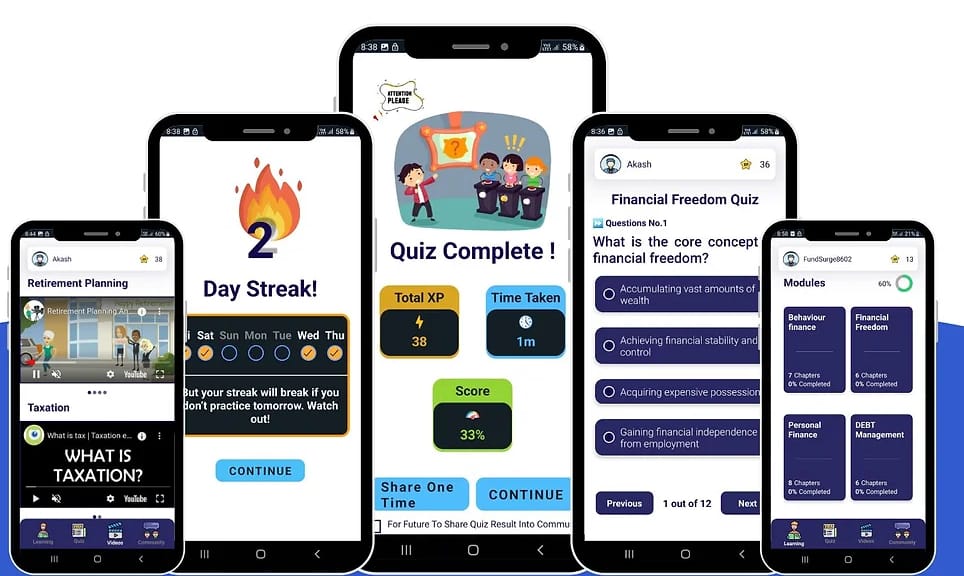 8:44
60%
Akash
38
Retirement Planning
Retirement Planning An...
Happy Retirement
YouTube
Taxation
What is tax | Taxation e...
WHAT IS
TAXATION?
YouTube
Learning
Quiz
Videos
Community
8:38
58%
2
Day Streak!
i Sat Sun Mon Tue Wed Thu
But your streak will break if you
don't practice tomorrow. Watch
out!
CONTINUE
8:38
58%
ATTENTION
PLEASE
?
!!!
Quiz Complete !
Total XP
38
Time Taken
1m
Score
33%
Share One
Time
CONTINUE
For Future To Share Quiz Result Into Commu
8:36
58%
Akash
36
Financial Freedom Quiz
Questions No.1
What is the core concept
financial freedom?
Accumulating vast amounts of
wealth
Achieving financial stability and
control
Acquiring expensive possession
Gaining financial independence
from employment
Previous
1 out of 12
Next
8:58
21%
FundSurge8602
13
Modules
60%
Behaviour
finance
7 Chapters
0% Completed
Financial
Freedom
6 Chapters
0% Completed
Personal
Finance
8 Chapters
0% Completed
DEBT
Management
6 Chapters
0% Completed
Learning
Quiz
Videos
Community